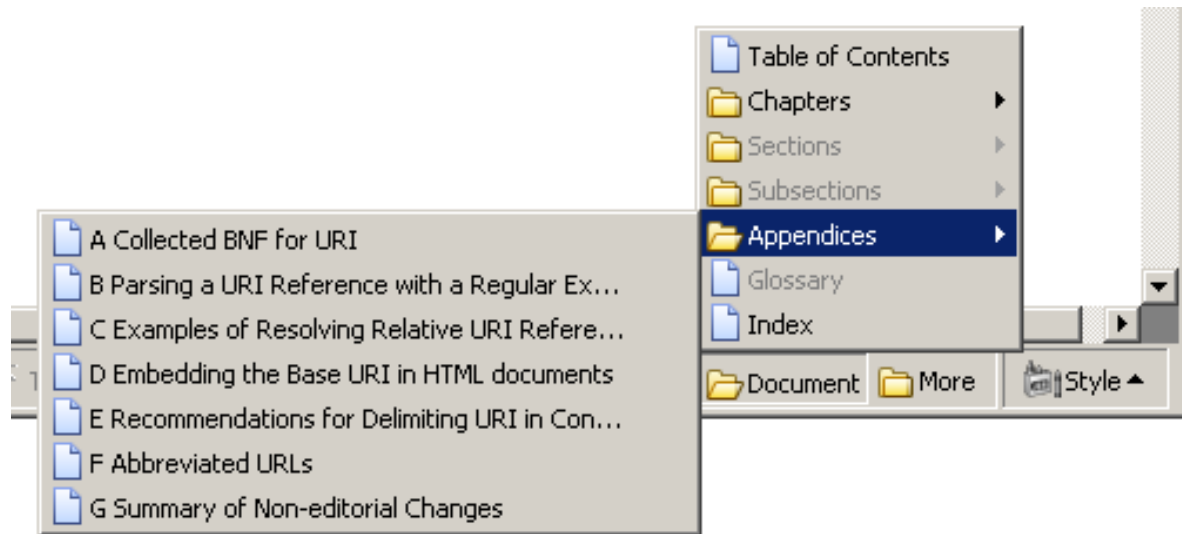 Table of Contents
Chapters
Sections
Subsections
Appendices
Glossary
Index
A Collected BNF for URI
B Parsing a URI Reference with a Regular Ex...
C Examples of Resolving Relative URI Refere...
D Embedding the Base URI in HTML documents
E Recommendations for Delimiting URI in Con...
F Abbreviated URLs
G Summary of Non-editorial Changes
Document More Style